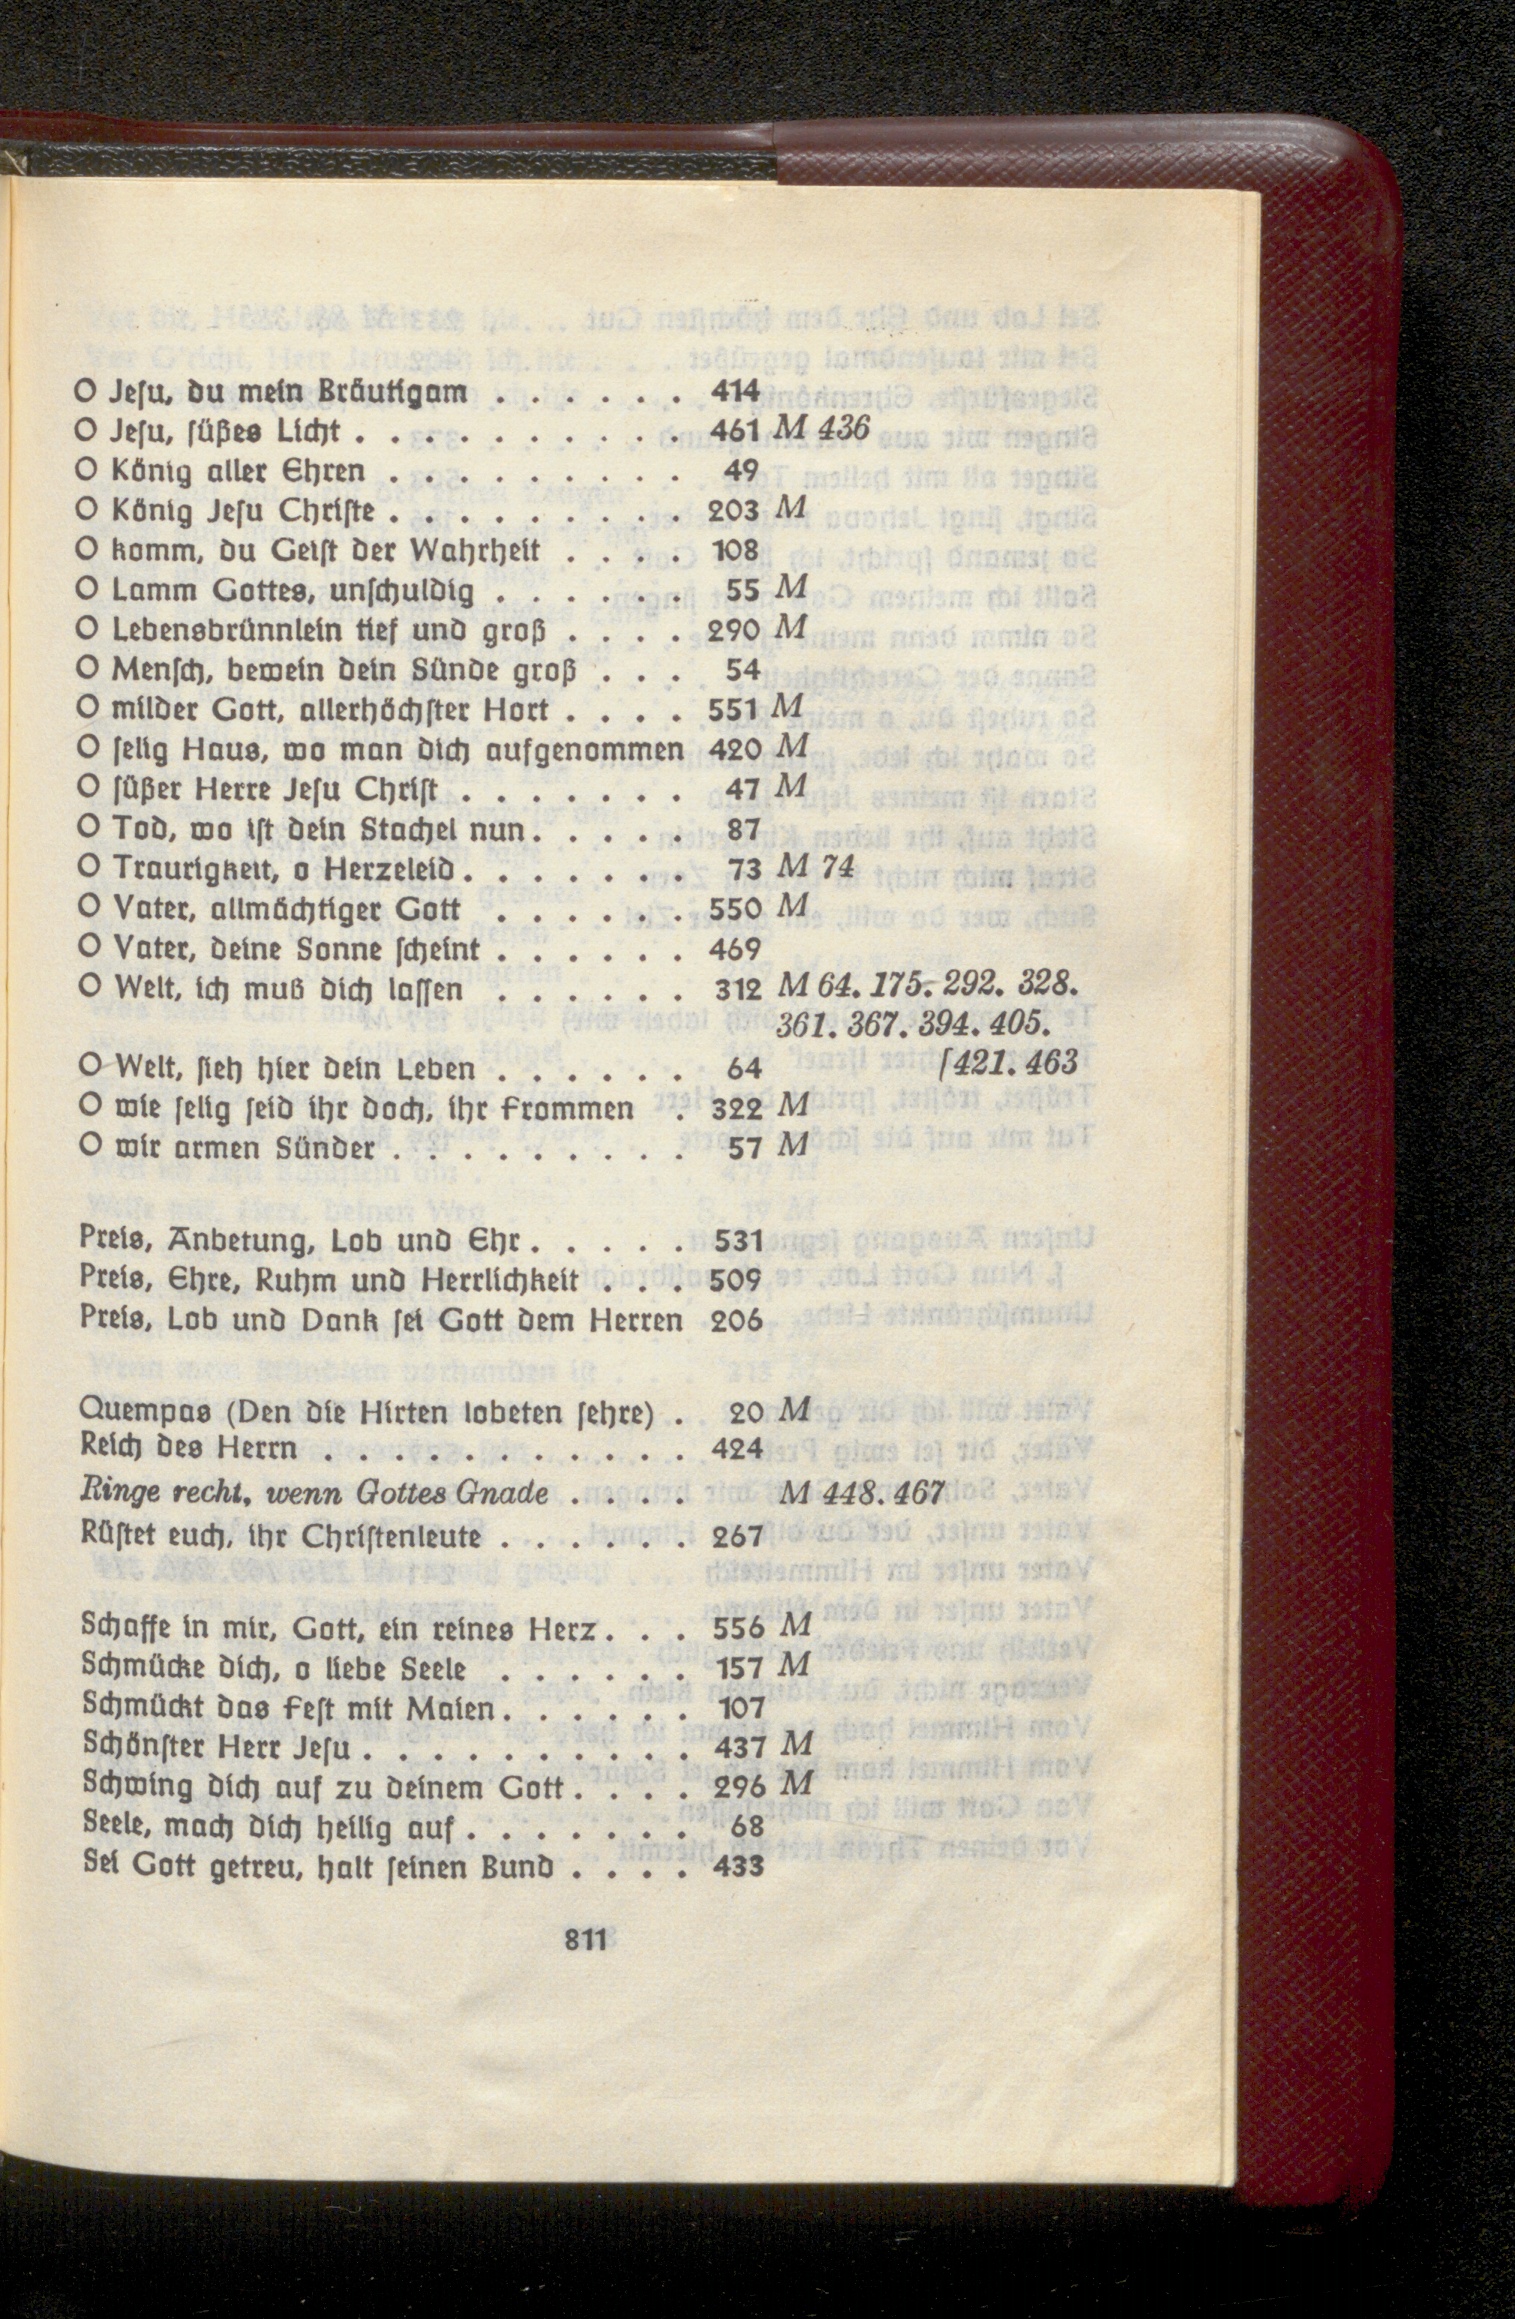 O Jeſu, du mein Bräutigam . . . . . . 414
O Jeſu, ſüßes Licht . . . . . . . . . . 461 M 436
O König aller Ehren . . . . . . . . . 49
O König Jeſu Chriſte . . . . . . . . . 203 M
O komm, du Geiſt der Wahrheit . . . . 108
O Lamm Gottes, unſchuldig . . . . . . 55 M
O Lebensbrünnlein tief und groß . . . . 290 M
O Menſch, bewein dein Sünde groß . . . 54
O milder Gott, allerhöchſter Hort . . . . 551 M
O ſelig Haus, wo man dich aufgenommen 420 M
O ſüßer Herre Jeſu Chriſt . . . . . . . 47 M
O Tod, wo iſt dein Stachel nun . . . . . 87
O Traurigkeit, o Herzeleid . . . . . . . 73 M 74
O Vater, allmächtiger Gott . . . . . . 550 M
O Vater, deine Sonne ſcheint . . . . . . 469
O Welt, ich muß dich laſſen . . . . . . 312 M 64. 175. 292. 328.
361. 367. 394. 405.
O Welt, ſieh hier dein Leben . . . . . . 64 [421. 463
O wie ſelig ſeid ihr doch, ihr Frommen . 322 M
O wir armen Sünder . . . . . . . . . 57 M
Preis, Anbetung, Lob und Ehr . . . . . 531
Preis, Ehre, Ruhm und Herrlichkeit . . . 509
Preis, Lob und Dank ſei Gott dem Herren 206
Quempas (Den die Hirten lobeten ſehre) . 20 M
Reich des Herrn . . . . . . . . . . . 424
Ringe recht, wenn Gottes Gnade . . . . M 448. 467
Rüſtet euch, ihr Chriſtenleute . . . . . . 267
Schaffe in mir, Gott, ein reines Herz . . . 556 M
Schmücke dich, o liebe Seele . . . . . . 157 M
Schmückt das Feſt mit Maien . . . . . . 107
Schönſter Herr Jeſu . . . . . . . . . . 437 M
Schwing dich auf zu deinem Gott . . . . 296 M
Seele, mach dich heilig auf . . . . . . . 68
Sei Gott getreu, halt ſeinen Bund . . . . 433
811